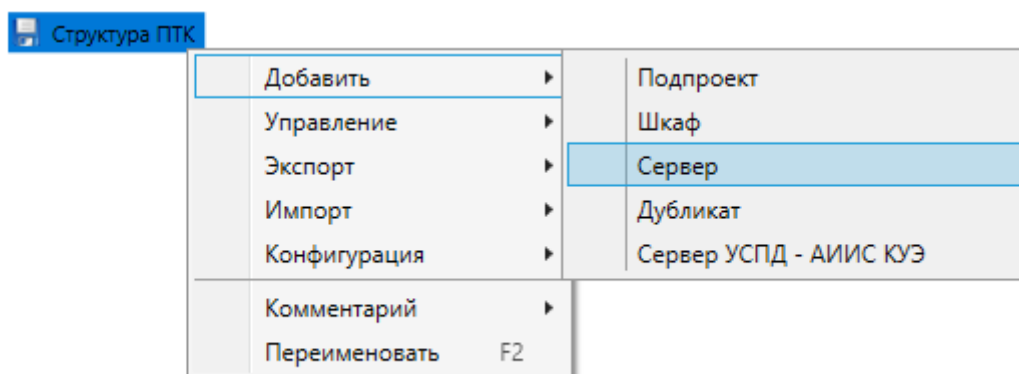 Структура ПТК
Добавить
Управление
Экспорт
Импорт
Конфигурация
Комментарий
Переименовать F2
Подпроект
Шкаф
Сервер
Дубликат
Сервер УСПД - АИИС КУЭ